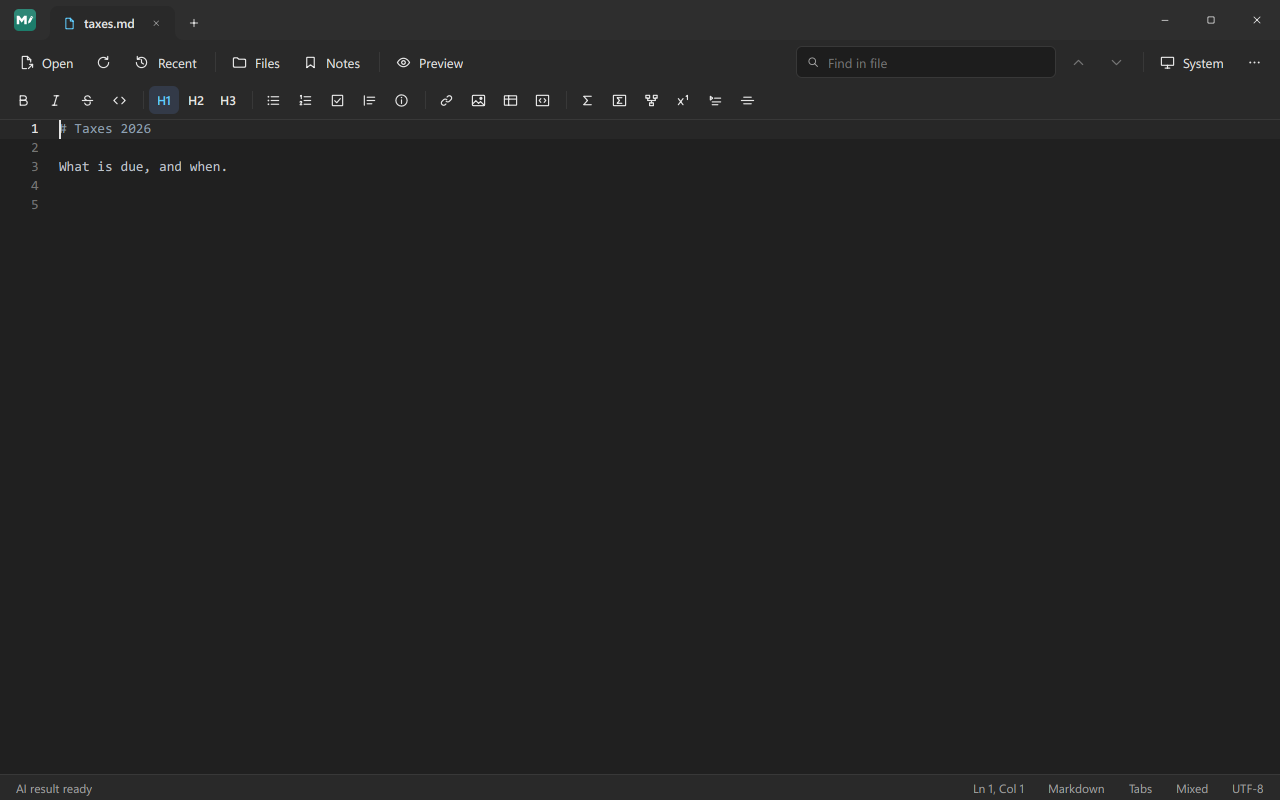 M
taxes.md
Open
Recent
Files
Notes
Preview
Find in file
System
B I S <> H1 H2 H3
Σ Σ x¹
1 # Taxes 2026
2
3 What is due, and when.
4
5
AI result ready
Ln 1, Col 1
Markdown
Tabs
Mixed
UTF-8